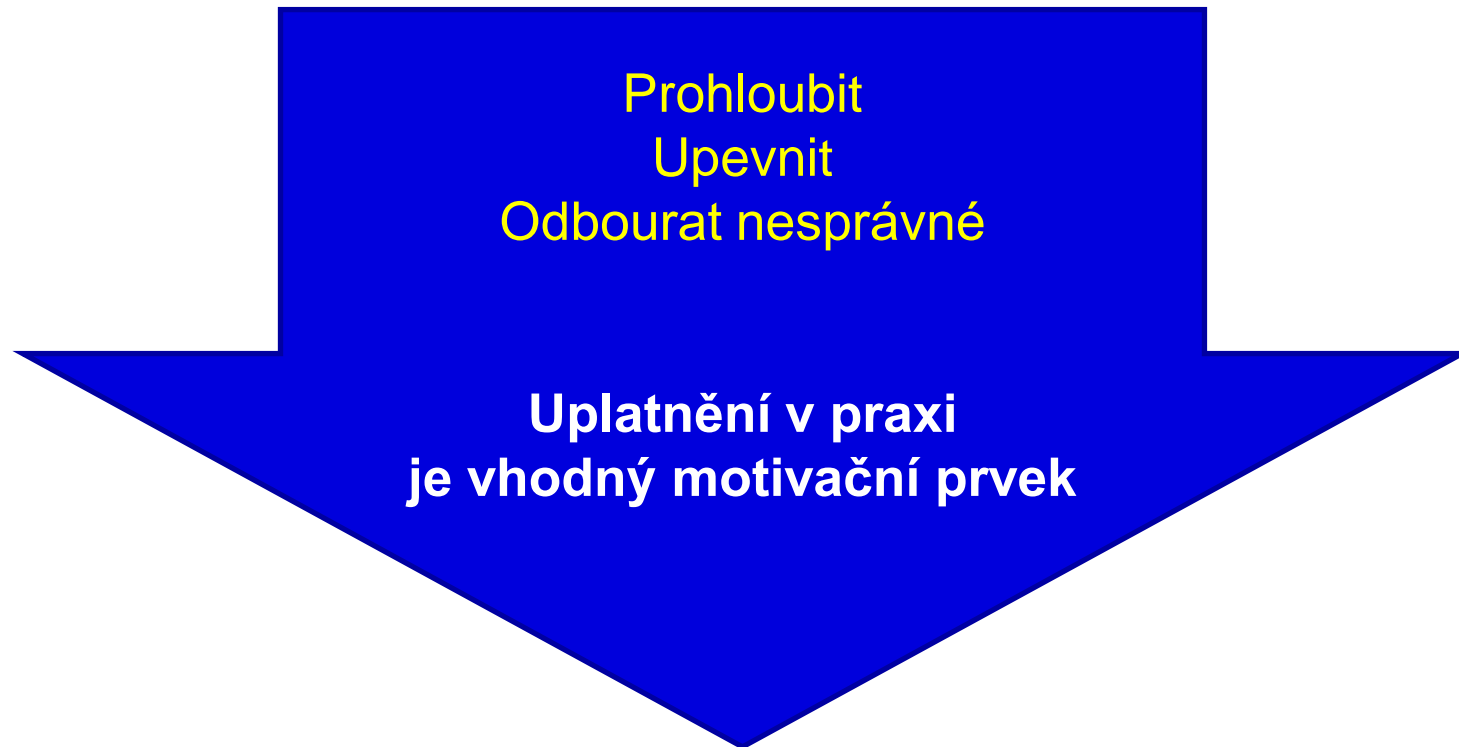 Prohloubit
Upevnit
Odbourat nesprávné
Uplatnění v praxi
je vhodný motivační prvek